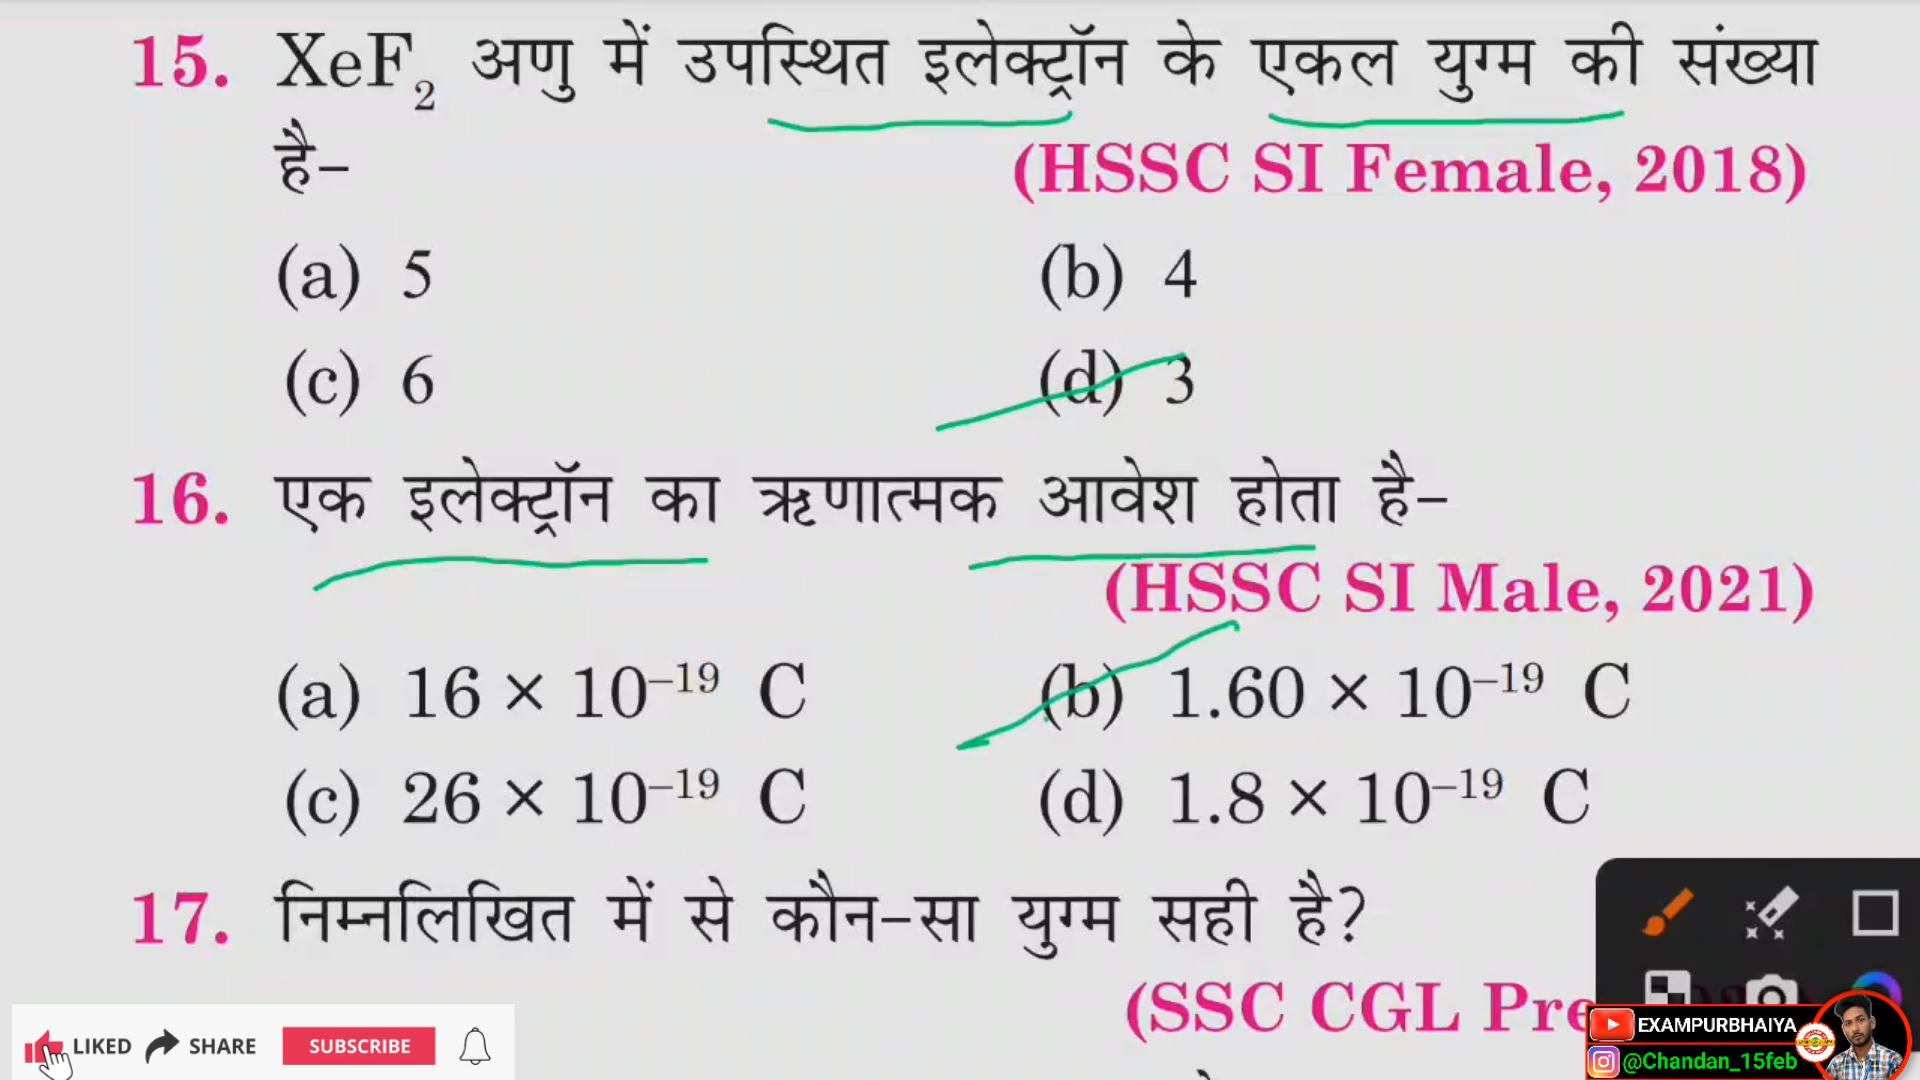 15. XeF₂ अणु में उपस्थित इलेक्ट्रॉन के एकल युग्म की संख्या
है–
(HSSC SI Female, 2018)
(a) 5 (b) 4
(c) 6 (d) 3
16. एक इलेक्ट्रॉन का ऋणात्मक आवेश होता है–
(HSSC SI Male, 2021)
(a) 16 × 10⁻¹⁹ C (b) 1.60 × 10⁻¹⁹ C
(c) 26 × 10⁻¹⁹ C (d) 1.8 × 10⁻¹⁹ C
17. निम्नलिखित में से कौन-सा युग्म सही है?
(SSC CGL Pre
LIKED SHARE SUBSCRIBE
EXAMPURBHAIYA
@Chandan_15feb